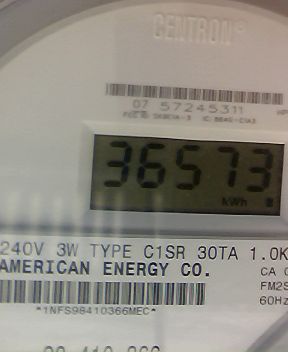 CENTRON®
07 57245311
36573
kWh
240V 3W TYPE C1SR 30TA 1.0K
AMERICAN ENERGY CO.
CA
FM2S
60Hz
*1NFS98410366MEC*